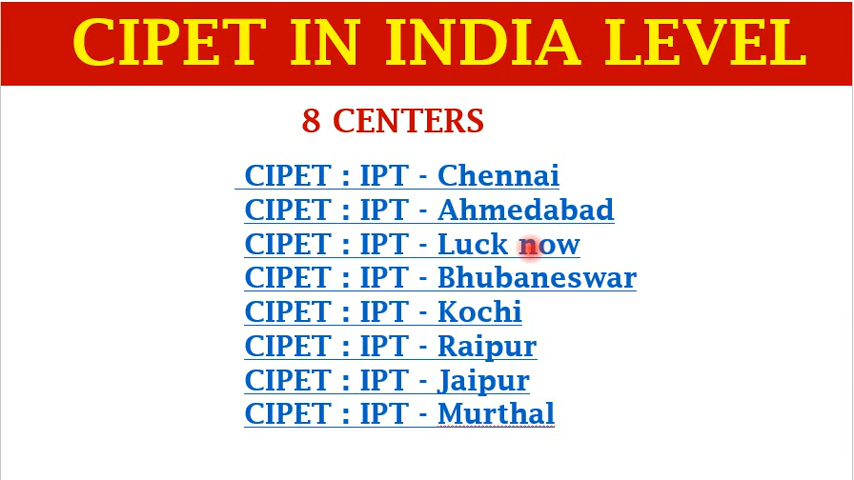 CIPET IN INDIA LEVEL
8 CENTERS
CIPET : IPT - Chennai
CIPET : IPT - Ahmedabad
CIPET : IPT - Luck now
CIPET : IPT - Bhubaneswar
CIPET : IPT - Kochi
CIPET : IPT - Raipur
CIPET : IPT - Jaipur
CIPET : IPT - Murthal